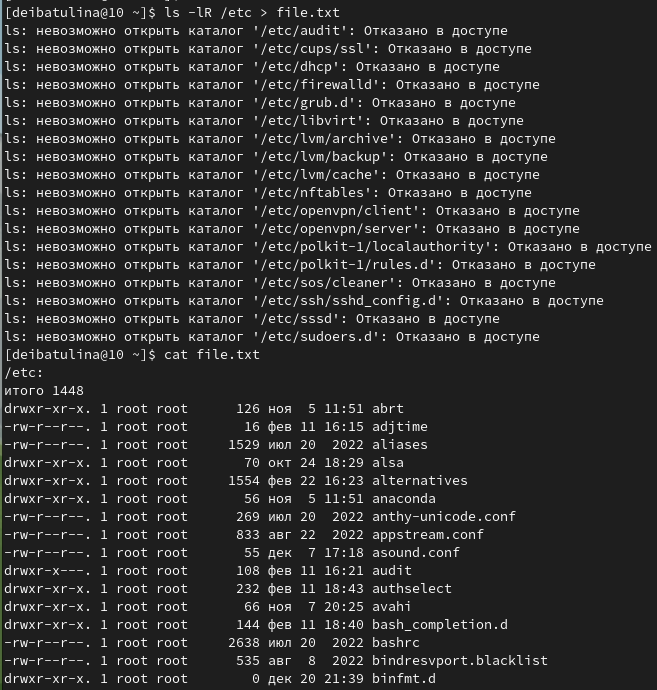 [deibatulina@10 ~]$ ls -lR /etc > file.txt
ls: невозможно открыть каталог '/etc/audit': Отказано в доступе
ls: невозможно открыть каталог '/etc/cups/ssl': Отказано в доступе
ls: невозможно открыть каталог '/etc/dhcp': Отказано в доступе
ls: невозможно открыть каталог '/etc/firewalld': Отказано в доступе
ls: невозможно открыть каталог '/etc/grub.d': Отказано в доступе
ls: невозможно открыть каталог '/etc/libvirt': Отказано в доступе
ls: невозможно открыть каталог '/etc/lvm/archive': Отказано в доступе
ls: невозможно открыть каталог '/etc/lvm/backup': Отказано в доступе
ls: невозможно открыть каталог '/etc/lvm/cache': Отказано в доступе
ls: невозможно открыть каталог '/etc/nftables': Отказано в доступе
ls: невозможно открыть каталог '/etc/openvpn/client': Отказано в доступе
ls: невозможно открыть каталог '/etc/openvpn/server': Отказано в доступе
ls: невозможно открыть каталог '/etc/polkit-1/localauthority': Отказано в доступе
ls: невозможно открыть каталог '/etc/polkit-1/rules.d': Отказано в доступе
ls: невозможно открыть каталог '/etc/sos/cleaner': Отказано в доступе
ls: невозможно открыть каталог '/etc/ssh/sshd_config.d': Отказано в доступе
ls: невозможно открыть каталог '/etc/sssd': Отказано в доступе
ls: невозможно открыть каталог '/etc/sudoers.d': Отказано в доступе
[deibatulina@10 ~]$ cat file.txt
/etc:
итого 1448
drwxr-xr-x. 1 root root      126 ноя  5 11:51 abrt
-rw-r--r--. 1 root root       16 фев 11 16:15 adjtime
-rw-r--r--. 1 root root     1529 июл 20  2022 aliases
drwxr-xr-x. 1 root root       70 окт 24 18:29 alsa
drwxr-xr-x. 1 root root     1554 фев 22 16:23 alternatives
drwxr-xr-x. 1 root root       56 ноя  5 11:51 anaconda
-rw-r--r--. 1 root root      269 июл 20  2022 anthy-unicode.conf
-rw-r--r--. 1 root root      833 авг 22  2022 appstream.conf
-rw-r--r--. 1 root root       55 дек  7 17:18 asound.conf
drwxr-x---. 1 root root      108 фев 11 16:21 audit
drwxr-xr-x. 1 root root      232 фев 11 18:43 authselect
drwxr-xr-x. 1 root root       66 ноя  7 20:25 avahi
drwxr-xr-x. 1 root root      144 фев 11 18:40 bash_completion.d
-rw-r--r--. 1 root root     2638 июл 20  2022 bashrc
-rw-r--r--. 1 root root      535 авг  8  2022 bindresvport.blacklist
drwxr-xr-x. 1 root root        0 дек 20 21:39 binfmt.d